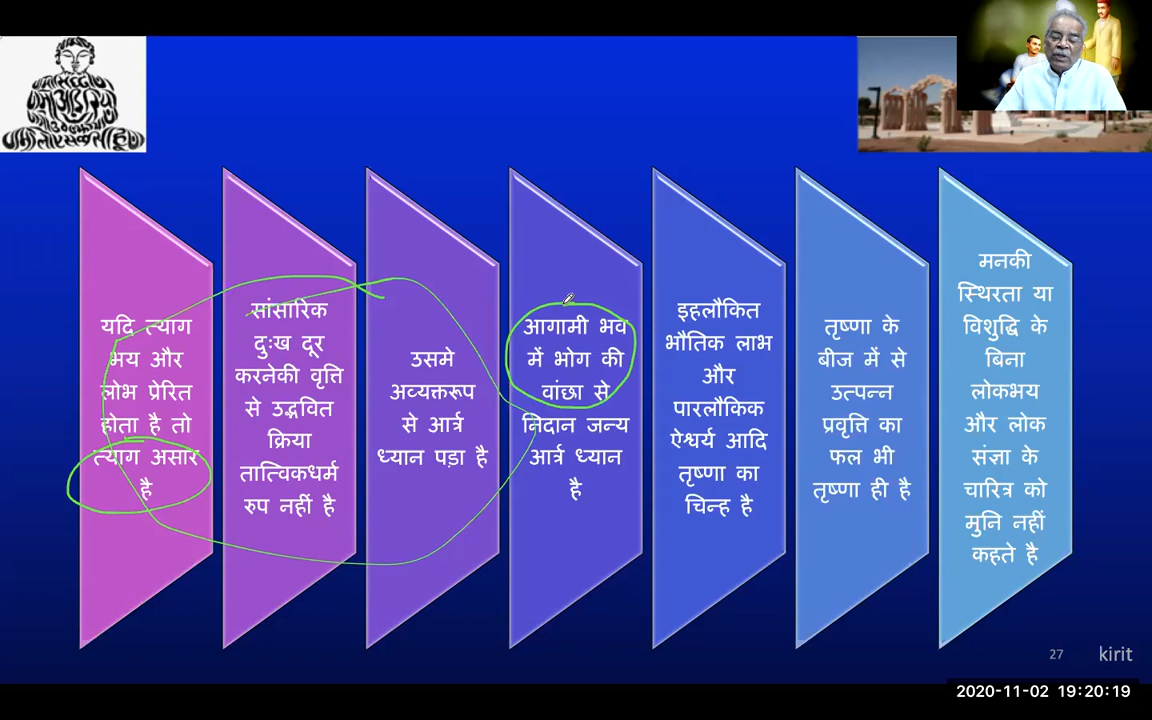 यदि त्याग
भय और
लोभ प्रेरित
होता है तो
त्याग असार
है
सांसारिक
दुःख दूर
करनेकी वृत्ति
से उद्भवित
क्रिया
तात्विकधर्म
रुप नहीं है
उसमे
अव्यक्तरूप
से आर्त्र
ध्यान पड़ा है
आगामी भव
में भोग की
वांछा से
निदान जन्य
आर्त्र ध्यान
है
इहलौकित
भौतिक लाभ
और
पारलौकिक
ऐश्वर्य आदि
तृष्णा का
चिन्ह है
तृष्णा के
बीज में से
उत्पन्न
प्रवृत्ति का
फल भी
तृष्णा ही है
मनकी
स्थिरता या
विशुद्धि के
बिना
लोकभय
और लोक
संज्ञा के
चारित्र को
मुनि नहीं
कहते है
27 kirit
2020-11-02 19:20:19